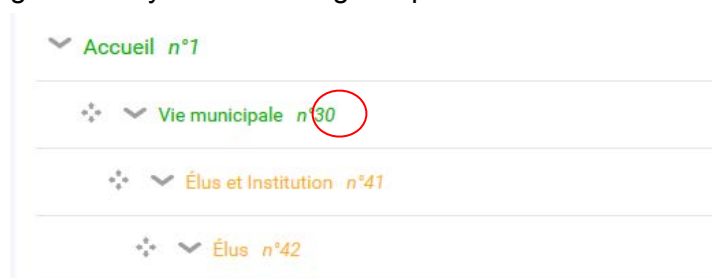 Accueil n°1
Vie municipale n°30
Élus et Institution n°41
Élus n°42